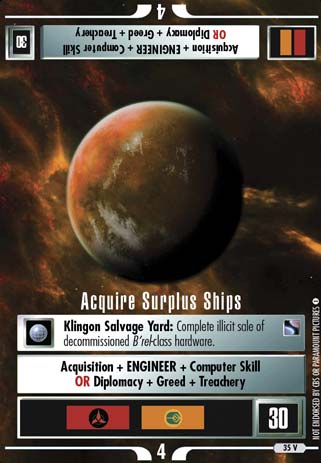 4
30
Acquisition + ENGINEER + Computer Skill
OR Diplomacy + Greed + Treachery
Acquire Surplus Ships
Klingon Salvage Yard: Complete illicit sale of
decommissioned B'rel-class hardware.
Acquisition + ENGINEER + Computer Skill
OR Diplomacy + Greed + Treachery
30
4
35 V
NOT ENDORSED BY CBS OR PARAMOUNT PICTURES